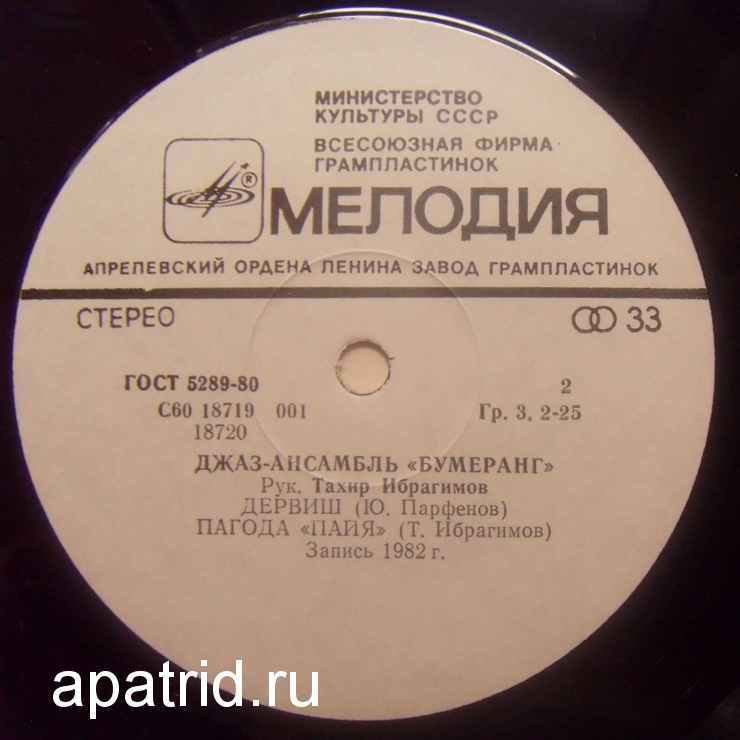 МИНИСТЕРСТВО
КУЛЬТУРЫ СССР
ВСЕСОЮЗНАЯ ФИРМА
ГРАМПЛАСТИНОК
®
МЕЛОДИЯ
АПРЕЛЕВСКИЙ ОРДЕНА ЛЕНИНА ЗАВОД ГРАМПЛАСТИНОК
СТЕРЕО 33
ГОСТ 5289-80 2
С60 18719 001 Гр. 3, 2-25
18720
ДЖАЗ-АНСАМБЛЬ «БУМЕРАНГ»
Рук. Тахир Ибрагимов
ДЕРВИШ (Ю. Парфенов)
ПАГОДА «ПАЙЯ» (Т. Ибрагимов)
Запись 1982 г.
apatrid.ru